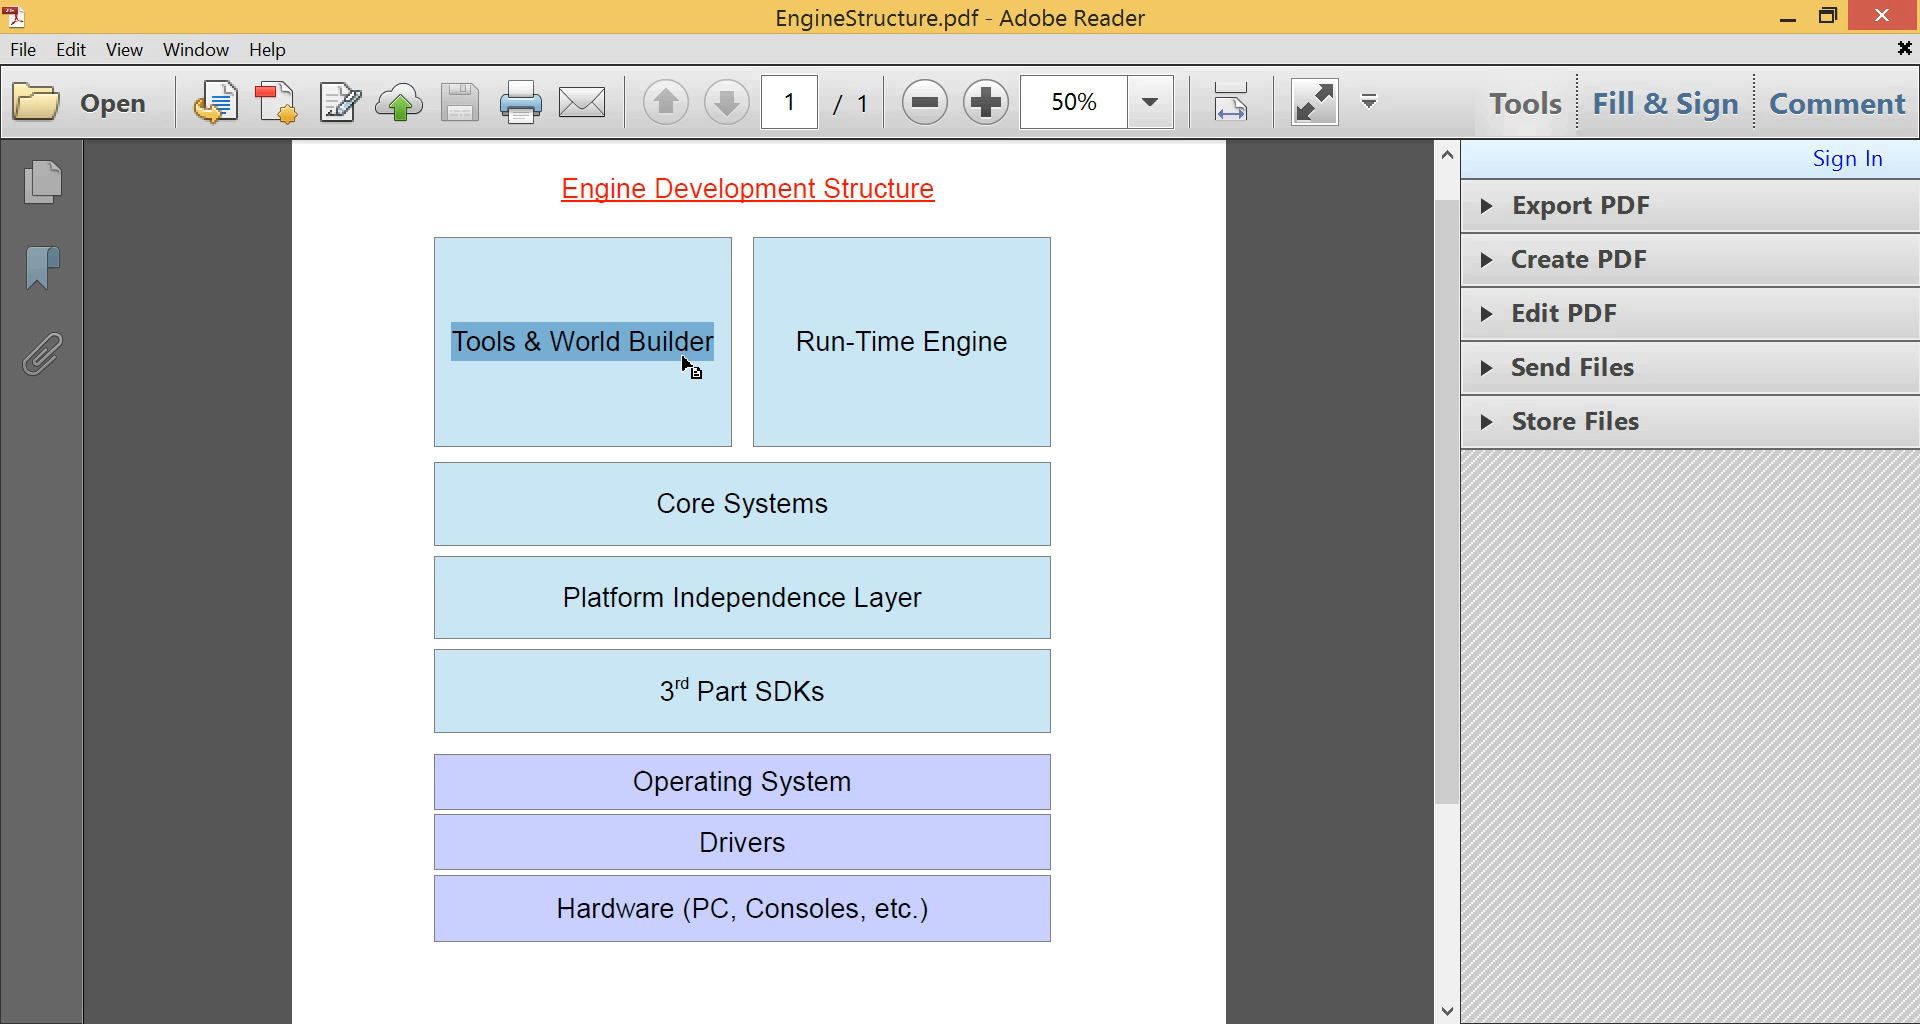 EngineStructure.pdf - Adobe Reader
File Edit View Window Help
Open 1 / 1 50% Tools Fill & Sign Comment
Sign In
Export PDF
Create PDF
Edit PDF
Send Files
Store Files
Engine Development Structure
Tools & World Builder
Run-Time Engine
Core Systems
Platform Independence Layer
3rd Part SDKs
Operating System
Drivers
Hardware (PC, Consoles, etc.)